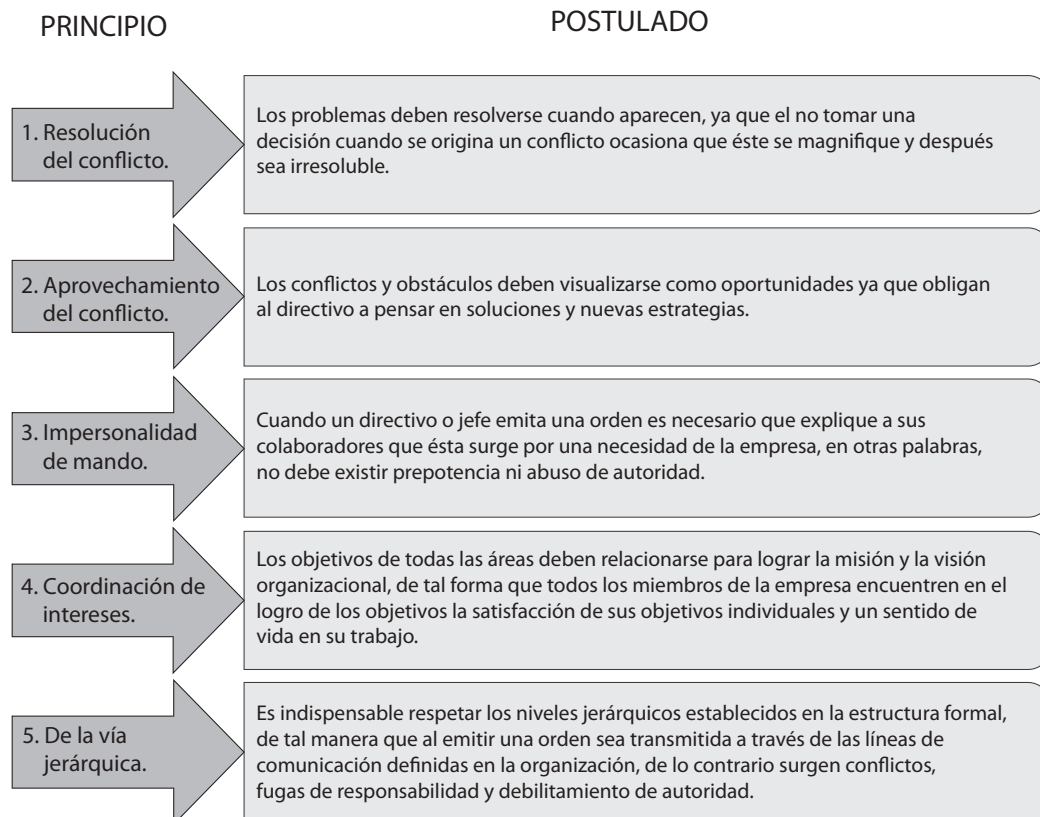 PRINCIPIO
POSTULADO
1. Resolución
del conflicto.
Los problemas deben resolverse cuando aparecen, ya que el no tomar una
decisión cuando se origina un conflicto ocasiona que éste se magnifique y después
sea irresoluble.
2. Aprovechamiento
del conflicto.
Los conflictos y obstáculos deben visualizarse como oportunidades ya que obligan
al directivo a pensar en soluciones y nuevas estrategias.
3. Impersonalidad
de mando.
Cuando un directivo o jefe emita una orden es necesario que explique a sus
colaboradores que ésta surge por una necesidad de la empresa, en otras palabras,
no debe existir prepotencia ni abuso de autoridad.
4. Coordinación de
intereses.
Los objetivos de todas las áreas deben relacionarse para lograr la misión y la visión
organizacional, de tal forma que todos los miembros de la empresa encuentren en el
logro de los objetivos la satisfacción de sus objetivos individuales y un sentido de
vida en su trabajo.
5. De la vía
jerárquica.
Es indispensable respetar los niveles jerárquicos establecidos en la estructura formal,
de tal manera que al emitir una orden sea transmitida a través de las líneas de
comunicación definidas en la organización, de lo contrario surgen conflictos,
fugas de responsabilidad y debilitamiento de autoridad.